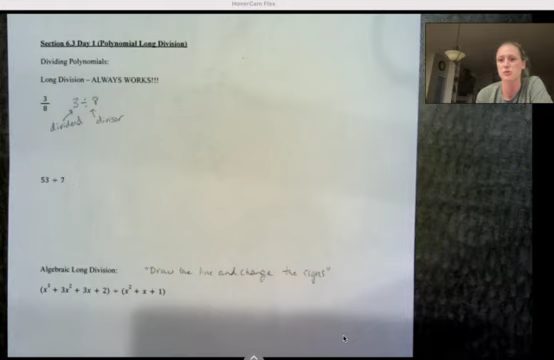 HoverCam Flex
Section 6.3 Day 1 (Polynomial Long Division)
Dividing Polynomials:
Long Division – ALWAYS WORKS!!!
3/8 3 ÷ 8
dividend divisor
53 ÷ 7
Algebraic Long Division: "Draw the line and change the signs"
(x³ + 3x² + 3x + 2) ÷ (x² + x + 1)